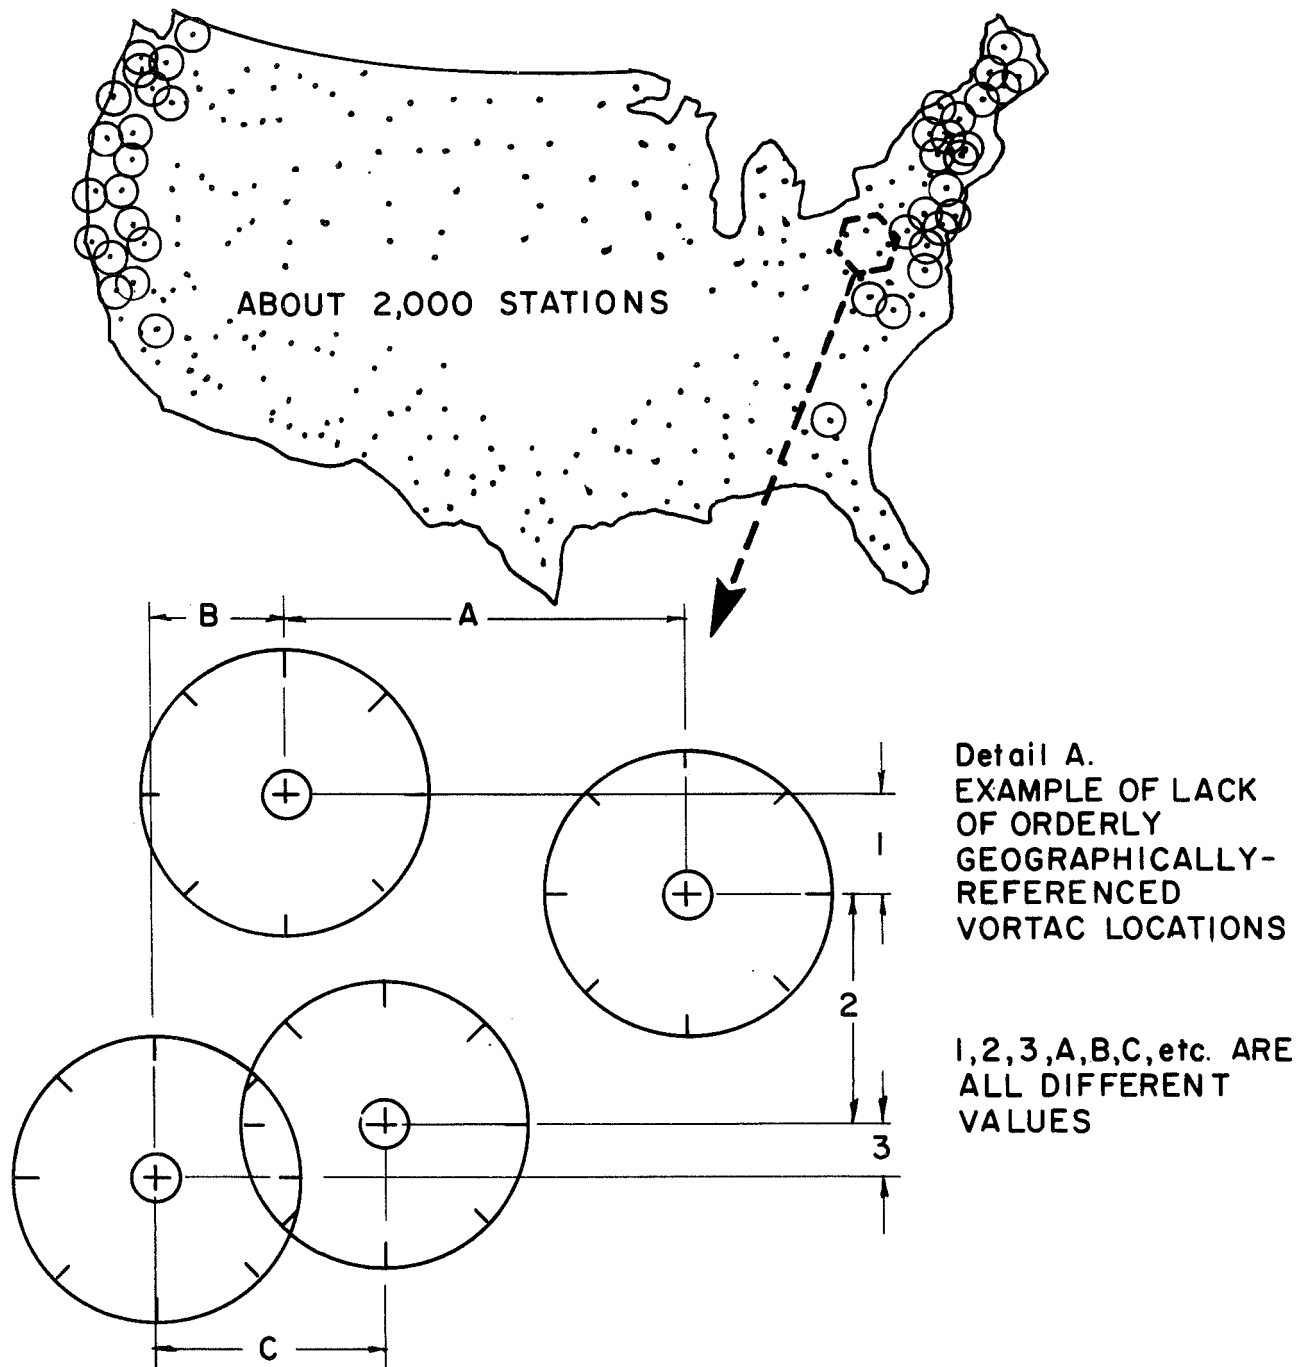 ABOUT 2,000 STATIONS
B
A
Detail A.
EXAMPLE OF LACK
OF ORDERLY
GEOGRAPHICALLY-
REFERENCED
VORTAC LOCATIONS
1
2
1,2,3,A,B,C,etc. ARE
ALL DIFFERENT
VALUES
3
C